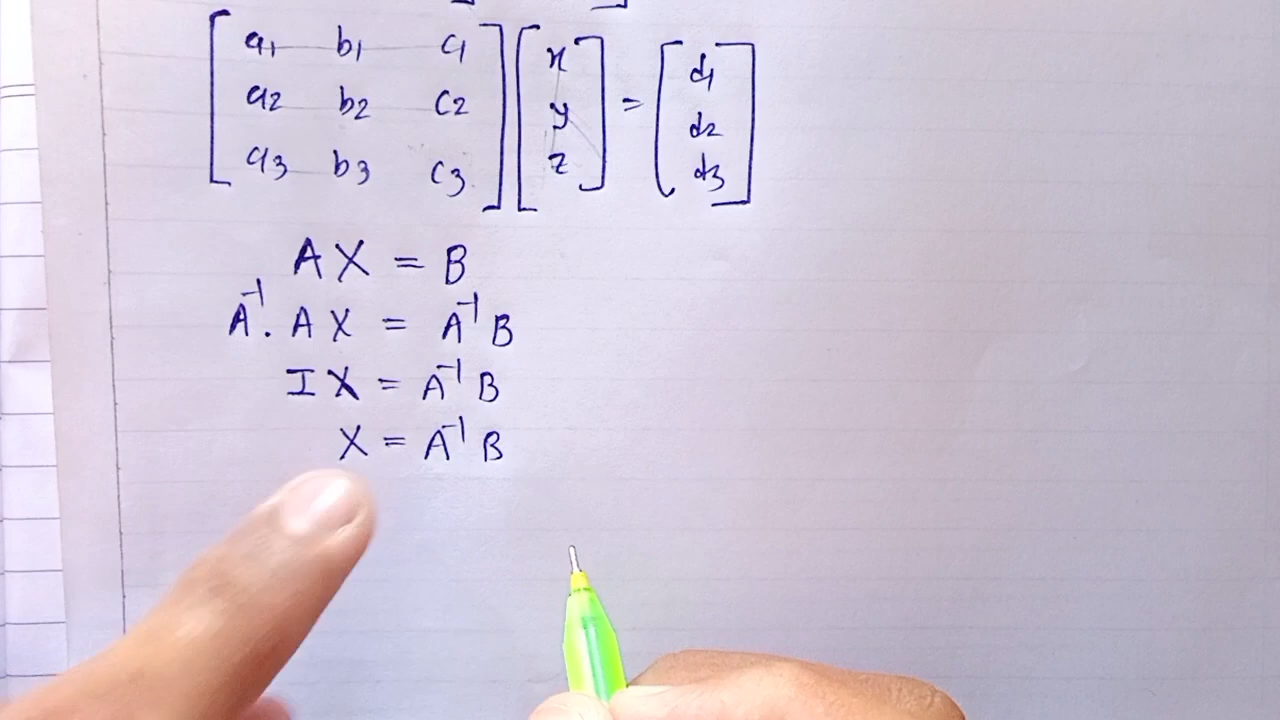 [a1 b1 c1] [x] = [d1]
[a2 b2 c2] [y] [d2]
[a3 b3 c3] [z] [d3]
AX = B
A⁻¹. AX = A⁻¹B
IX = A⁻¹B
X = A⁻¹B